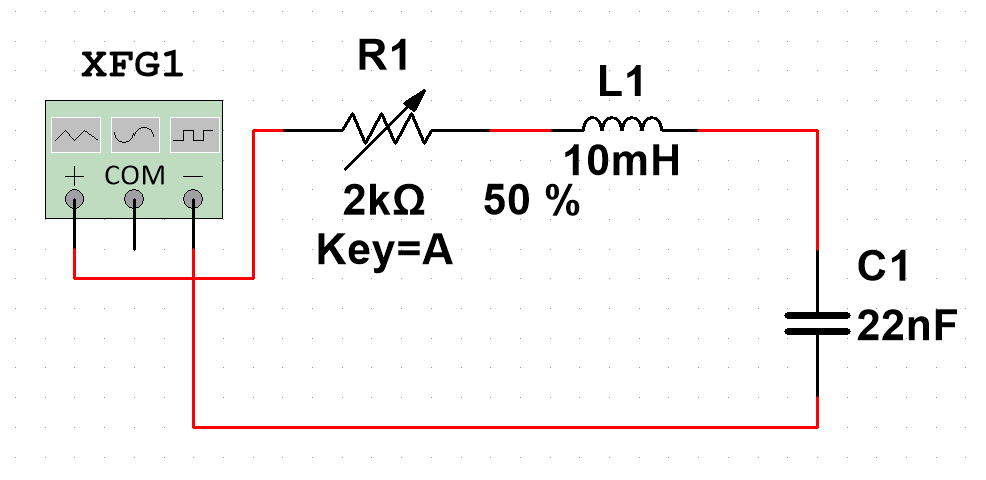 XFG1
+ COM −
R1
2kΩ 50 %
Key=A
L1
10mH
C1
22nF